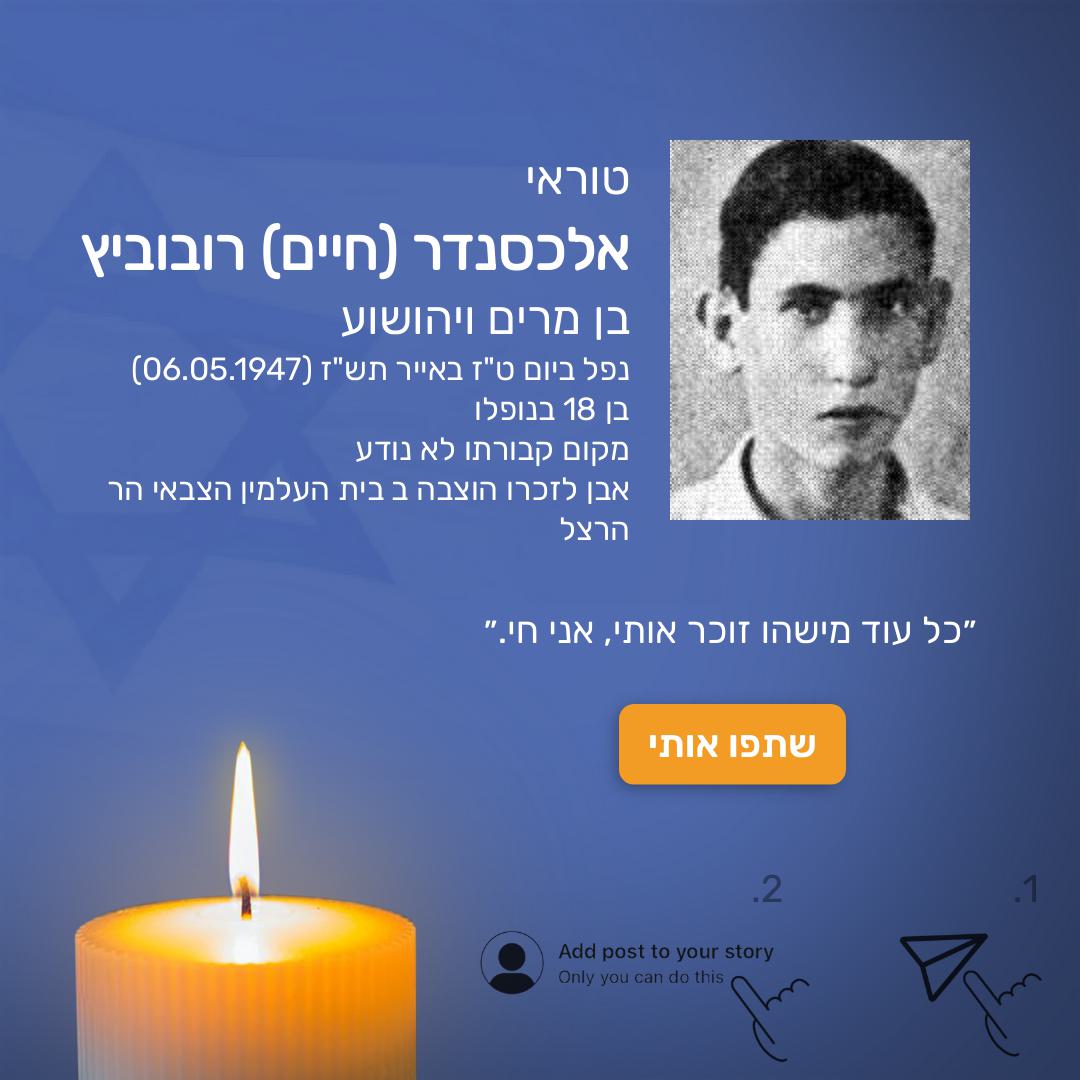 טוראי
אלכסנדר (חיים) רובוביץ
בן מרים ויהושוע
נפל ביום ט"ז באייר תש"ז (06.05.1947)
בן 18 בנופלו
מקום קבורתו לא נודע
אבן לזכרו הוצבה ב בית העלמין הצבאי הר
הרצל
״כל עוד מישהו זוכר אותי, אני חי.״
שתפו אותי
.1
.2
Add post to your story
Only you can do this